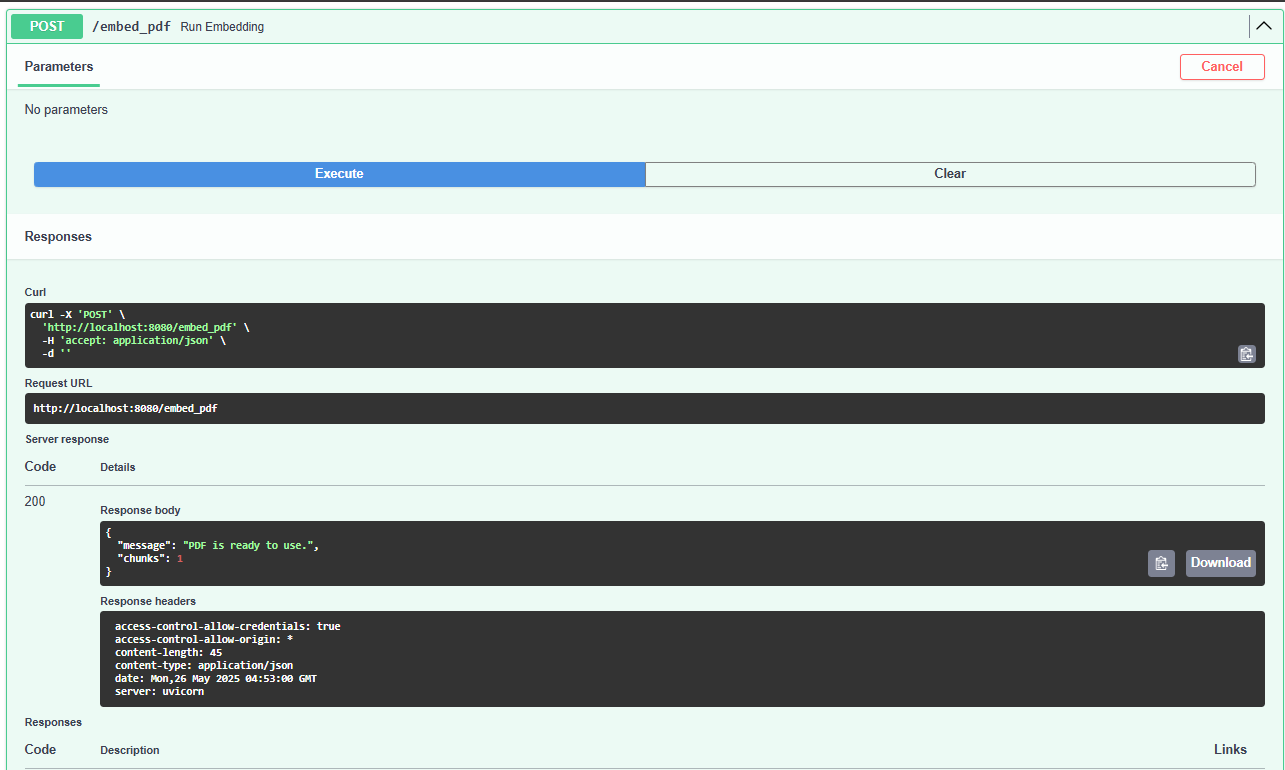 POST /embed_pdf Run Embedding
Parameters
Cancel
No parameters
Execute
Clear
Responses
Curl
curl -X 'POST' \
'http://localhost:8080/embed_pdf' \
-H 'accept: application/json' \
-d ''
Request URL
http://localhost:8080/embed_pdf
Server response
Code Details
200
Response body
{
"message": "PDF is ready to use.",
"chunks": 1
}
Download
Response headers
access-control-allow-credentials: true
access-control-allow-origin: *
content-length: 45
content-type: application/json
date: Mon,26 May 2025 04:53:00 GMT
server: uvicorn
Responses
Code Description Links